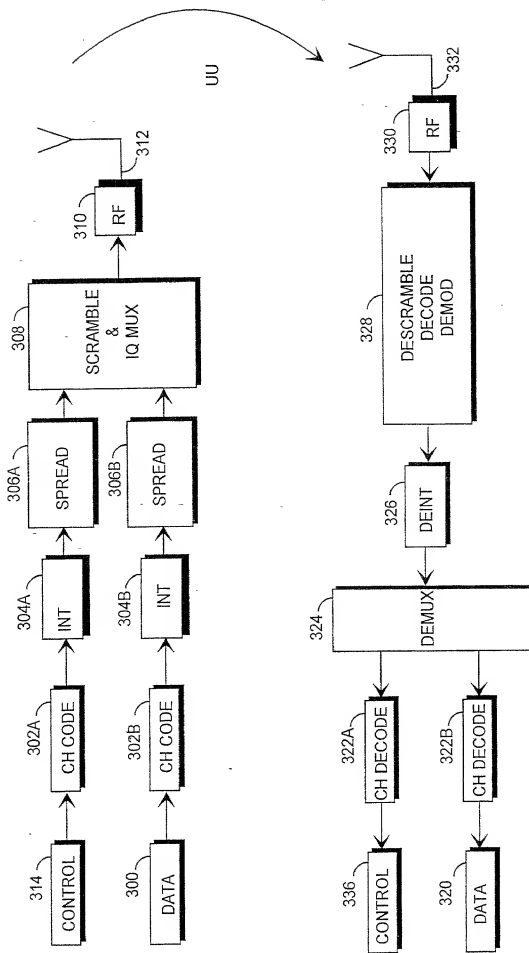 314
CONTROL
302A
CH CODE
304A
INT
306A
SPREAD
300
DATA
302B
CH CODE
304B
INT
306B
SPREAD
308
SCRAMBLE
&
IQ MUX
310
RF
312
UU
336
CONTROL
322A
CH DECODE
320
DATA
322B
CH DECODE
324
DEMUX
326
DEINT
328
DESCRAMBLE
DECODE
DEMOD
330
RF
332